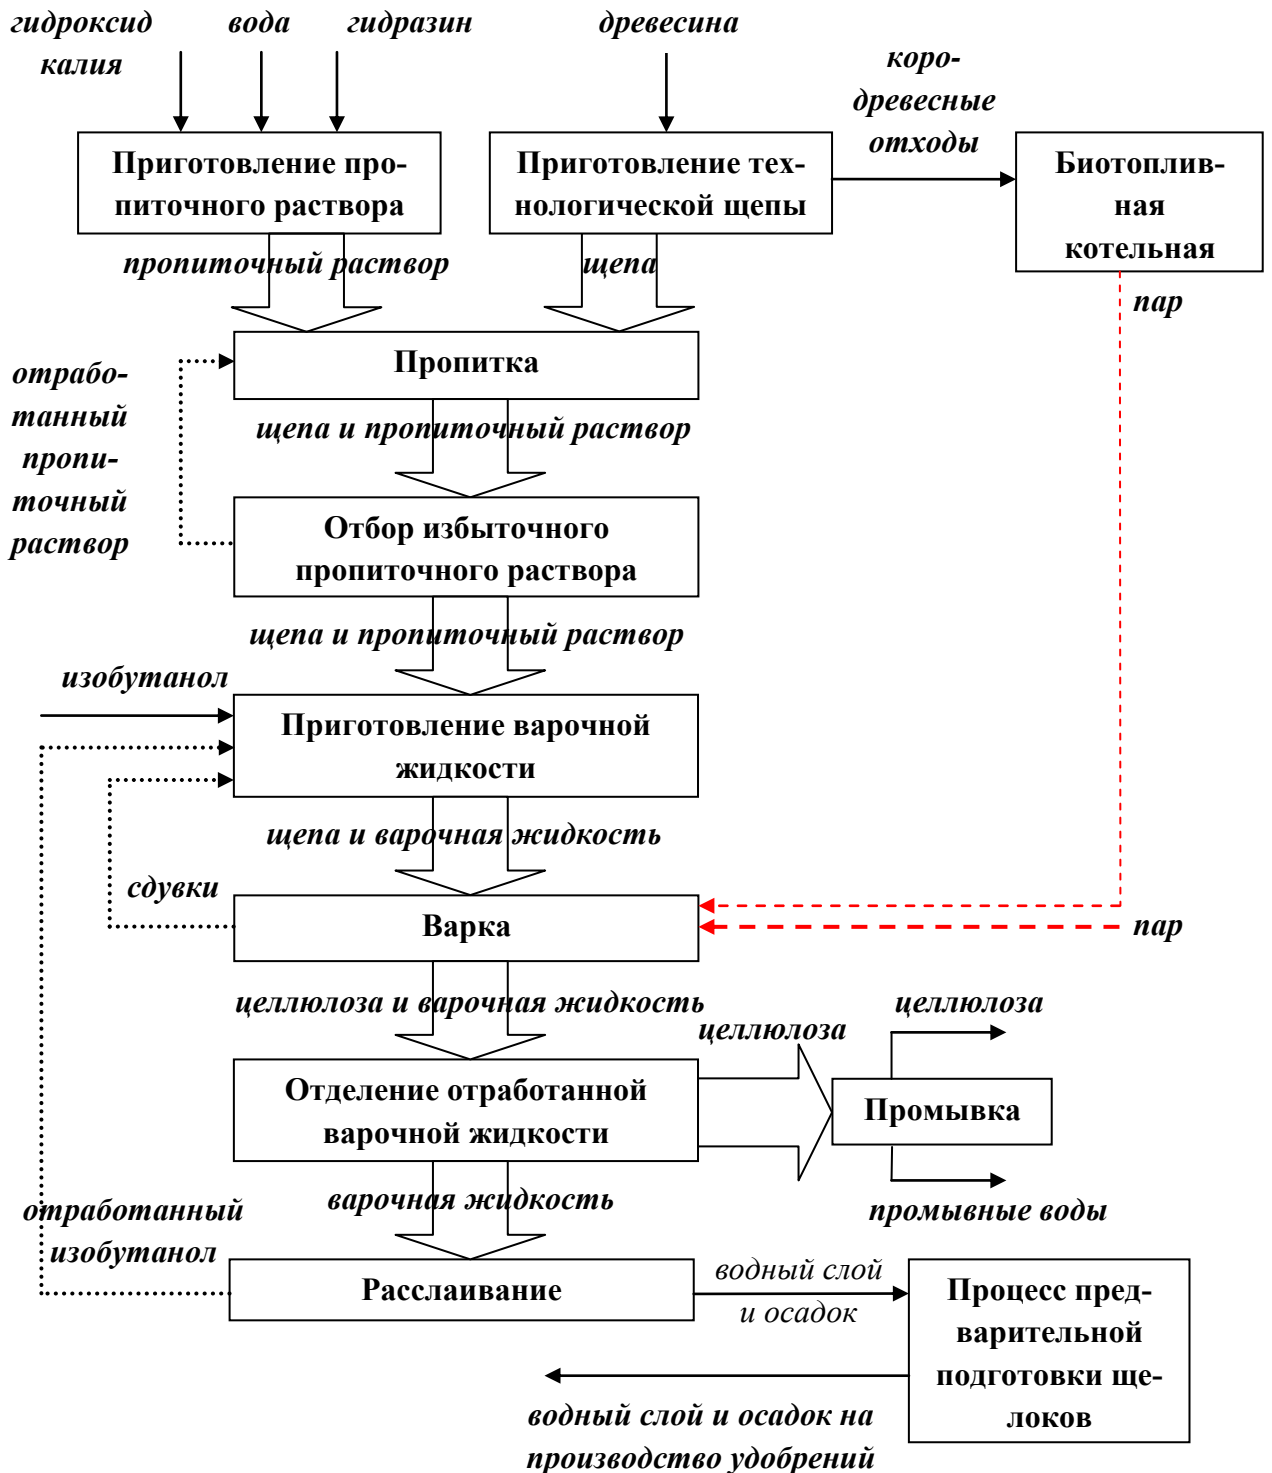 гидроксид
калия
вода
гидразин
древесина
коро-
древесные
отходы
Приготовление про-
питочного раствора
Приготовление тех-
нологической щепы
Биотоплив-
ная
котельная
пропиточный раствор
щепа
пар
Пропитка
отрабо-
танный
пропи-
точный
раствор
щепа и пропиточный раствор
Отбор избыточного
пропиточного раствора
щепа и пропиточный раствор
изобутанол
Приготовление варочной
жидкости
щепа и варочная жидкость
сдувки
Варка
пар
целлюлоза и варочная жидкость
целлюлоза
целлюлоза
Отделение отработанной
варочной жидкости
Промывка
варочная жидкость
промывные воды
отработанный
изобутанол
Расслаивание
водный слой
и осадок
Процесс пред-
варительной
подготовки ще-
локов
водный слой и осадок на
производство удобрений